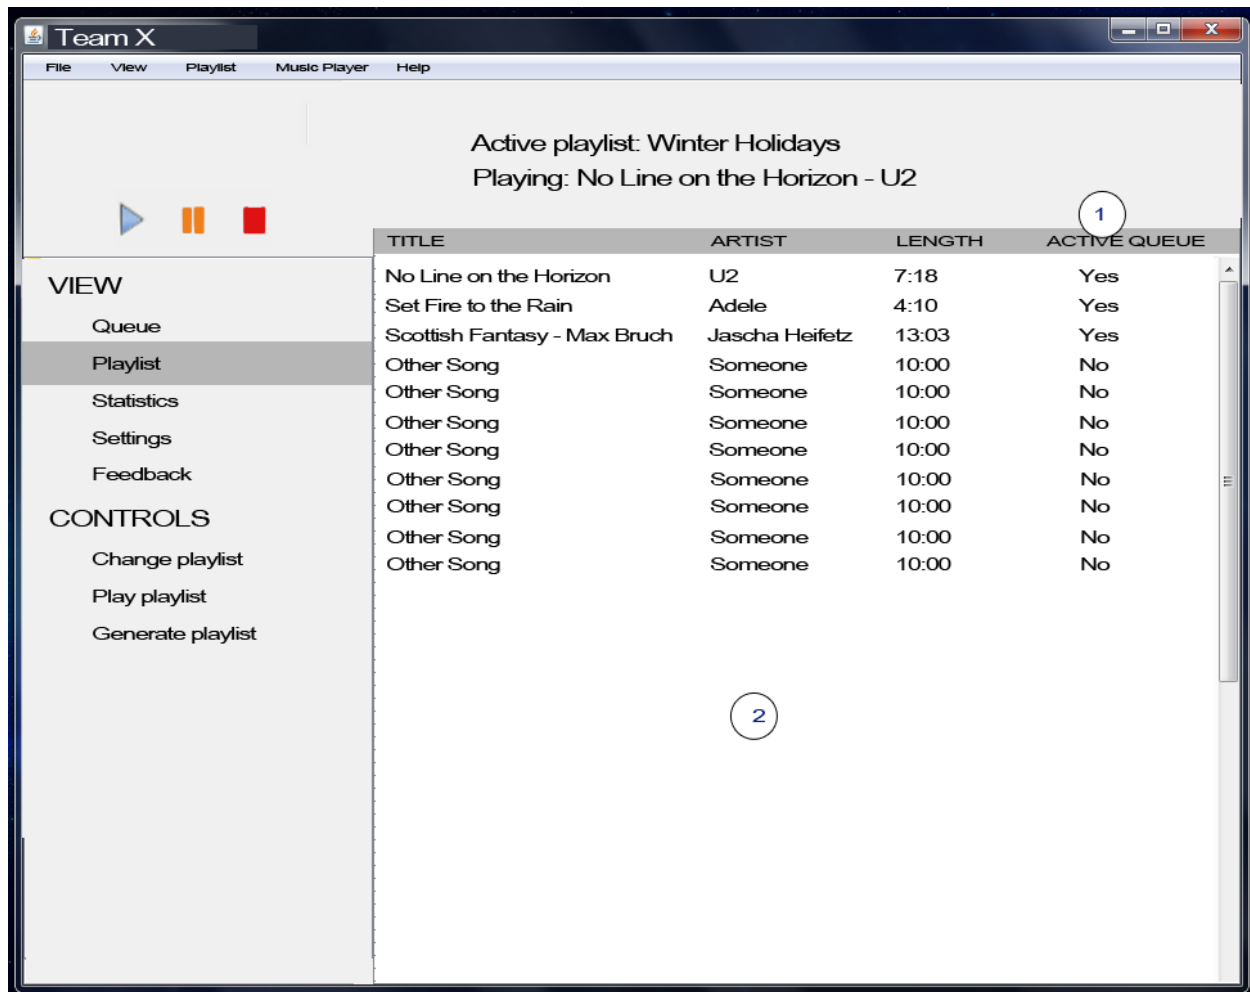 Team X
File View Playlist Music Player Help
Active playlist: Winter Holidays
Playing: No Line on the Horizon - U2
1
TITLE ARTIST LENGTH ACTIVE QUEUE
No Line on the Horizon U2 7:18 Yes
Set Fire to the Rain Adele 4:10 Yes
Scottish Fantasy - Max Bruch Jascha Heifetz 13:03 Yes
Other Song Someone 10:00 No
Other Song Someone 10:00 No
Other Song Someone 10:00 No
Other Song Someone 10:00 No
Other Song Someone 10:00 No
Other Song Someone 10:00 No
Other Song Someone 10:00 No
Other Song Someone 10:00 No
2
VIEW
Queue
Playlist
Statistics
Settings
Feedback
CONTROLS
Change playlist
Play playlist
Generate playlist